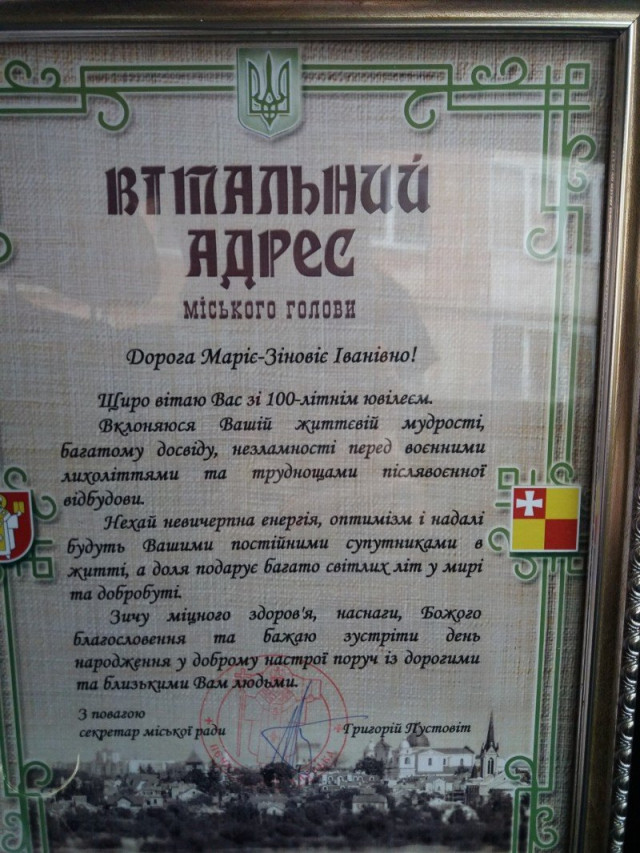 ВІТАЛЬНИЙ
АДРЕС
МІСЬКОГО ГОЛОВИ
Дорога Маріє-Зіновіє Іванівно!
Щиро вітаю Вас зі 100-літнім ювілеєм.
Вклоняюся Вашій життєвій мудрості,
багатому досвіду, незламності перед воєнними
лихоліттями та труднощами післявоєнної
відбудови.
Нехай невичерпна енергія, оптимізм і надалі
будуть Вашими постійними супутниками в
житті, а доля подарує багато світлих літ у мирі
та добробуті.
Зичу міцного здоров'я, наснаги, Божого
благословення та бажаю зустріти день
народження у доброму настрої поруч із дорогими
та близькими Вам людьми.
З повагою
секретар міської ради Григорій Пустовіт